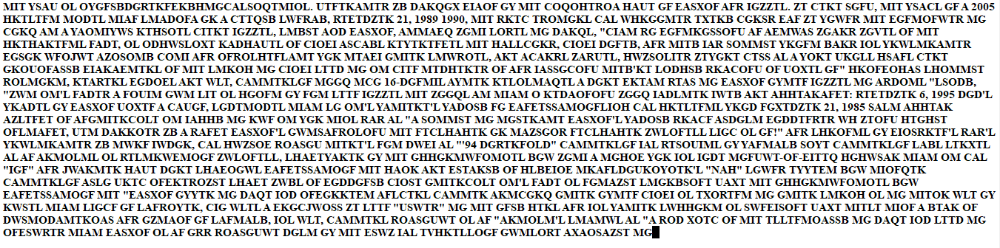 MIT YSAU OL OYGFSBDGRTKFEKBHMGCALSOQTMIOL. UTFTKAMTR ZB DAKQGX EIAOF GY MIT COQOHTROA HAUT GF EASXOF AFR IGZZTL. ZT CTKT SGFU, MIT YSACL GF A 2005
HKTLTFM MODTL MIAF LMADOFA GK A CTTQSB LWFRAB, RTETDZTK 21, 1989 1990, MIT RKTC TROMGKL CAL WHKGGMTR TXTKB CGKSR EAF ZT YGWFR MIT EGFMOFWTR MG
CGKQ AM A YAOMIYWS KTHSOTL CITKT IGZZTL, LMBST AOD EASXOF, AMMAEQ ZGMI LORTL MG DAKQL, "CIAM RG EGFMKGSSOFU AF AEMWAS ZGAKR ZGVTL OF MIT
HKTHAKTFML FADT, OL ODHWSLOXT KADHAUTL OF CIOEI ASCABL KTYTKTFETL MIT HALLCGKR, CIOEI DGFTB, AFR MITB IAR SOMMST YKGFM BAKR IOL YKWLMKAMTR
EGSGK WFOJWT AZOSOMB COMI AFR OFROLHTFLAMT YGK MTAEI GMITK LMWROTL, AKT ACAKRL ZARUTL, HWZSOLITR ZTYGKT CTSS AL A YOKT UKGLL HSAFL CTKT
GKOUOFASSB EIAKAEMTKL OF MIT LMKOH MG CIOEI LTTD MG OM CITF MTDHTKTR OF AFR IASSGCOFU MITB'KT LODHSB RKACOFU OF UOXTL GF" HKOFEOHAS LHOMMST
ROLMGKM, KTARTKL EGDOEL AKT WLT, CAMMTKLGF MGGQ MCG 16-DGFMIL AYMTK KTLOLMAQTL A DGKT EKTAM RTAS MG EASXOF GYMTF IGZZTL MG ARDOML "LSODB,
"ZWM OM'L FADTR A FOUIM GWM LIT OL HGOFM GY FGM LTTF IGZZTL MIT ZGGQL AM MIAM O KTDAOFOFU ZGGQ IADLMTK IWTB AKT AHHTAKAFET: RTETDZTK 6, 1995 DGD'L
YKADTL GY EASXOF UOXTF A CAUGF, LGDTMODTL MIAM LG OM'L YAMITKT'L YADOSB FG EAFETSSAMOGFLIOH CAL HKTLTFML YKGD FGXTDZTK 21, 1985 SALM AHHTAK
AZLTFET OF AFGMITKCOLT OM IAHHB MG KWF OM YGK MIOL RAR AL "A SOMMST MG MGSTKAMT EASXOF'L YADOSB RKACF ASDGLM EGDDTFRTR WH ZTOFU HTGHST
OFLMAFET, UTM DAKKOTR ZB A RAFET EASXOF'L GWMSAFROLOFU MIT FTCLHAHTK GK MAZSGOR FTCLHAHTK ZWLOFTLL LIGC OL GF!" AFR LHKOFML GY EIOSRKTF'L RAR'L
YKWLMKAMTR ZB MWKF IWDGK, CAL HWZSOE ROASGU MITKT'L FGM DWEI AL "'94 DGRTKFOLD" CAMMTKLGF IAL RTSOUIML GY YAFMALB SOYT CAMMTKLGF LABL LTKXTL
AL AF AKMOLML OL RTLMKWEMOGF ZWLOFTLL, LHAETYAKTK GY MIT GHHGKMWFOMOTL BGW ZGMI A MGHOE YGK IOL IGDT MGFUWT-OF-EITTQ HGHWSAK MIAM OM CAL
"IGF" AFR JWAKMTK HAUT DGKT LHAEOGWL EAFETSSAMOGF MIT HAOK AKT ESTAKSB OF HLBEIOE MKAFLDGUKOYOTK'L "NAH" LGWFR TYYTEM BGW MIOFQTK
CAMMTKLGF ASLG UKTC OFEKTROZST LHAET ZWBL OF EGDDGFSB CIOST GMITKCOLT OM'L FADT OL FGMAZST LMGKBSOFT UAXT MIT GHHGKMWFOMOTL BGW
EAFETSSAMOGF MIT "EASXOF GYYTK MG DAQT IOD OFEGKKTEM AFLCTKL CAMMTK AKMCGKQ GMITK GYMTF CIOEI OL TXORTFM MG GMITK LMKOH OL MG MITOK WLT GY
KWSTL MIAM LIGCF GF LAFROYTK, CIG WLTL A EKGCJWOSS ZT LTTF "USWTR" MG MIT GFSB HTKL AFR IOL YAMITK LWHHGKM OL SWFEISOFT UAXT MITLT MIOF A BTAK OF
DWSMODAMTKOAS AFR GZMAOF GF LAFMALB, IOL WLT, CAMMTKL ROASGUWT OL AF "AKMOLM'L LMAMWL AL "A ROD XOTC OF MIT TLLTFMOASSB MG DAQT IOD LTTD MG
OFESWRTR MIAM EASXOF OL AF GRR ROASGUWT DGLM GY MIT ESWZ IAL TVHKTLLOGF GWMLORT AXAOSAZST MG